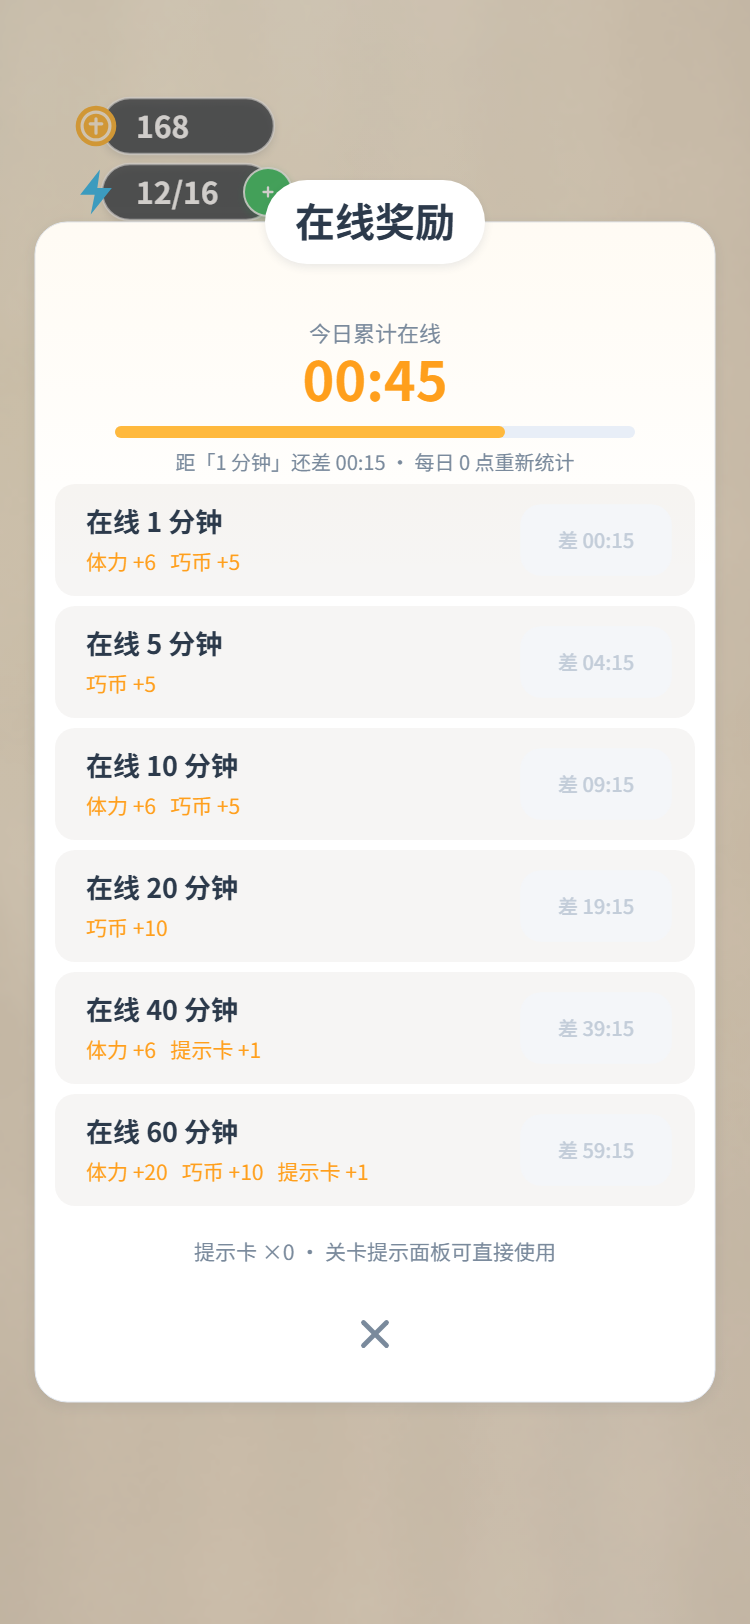 168
12/16
+
在线奖励
今日累计在线
00:45
距「1 分钟」还差 00:15 · 每日 0 点重新统计
在线 1 分钟
体力 +6 巧币 +5
差 00:15
在线 5 分钟
巧币 +5
差 04:15
在线 10 分钟
体力 +6 巧币 +5
差 09:15
在线 20 分钟
巧币 +10
差 19:15
在线 40 分钟
体力 +6 提示卡 +1
差 39:15
在线 60 分钟
体力 +20 巧币 +10 提示卡 +1
差 59:15
提示卡 ×0 · 关卡提示面板可直接使用